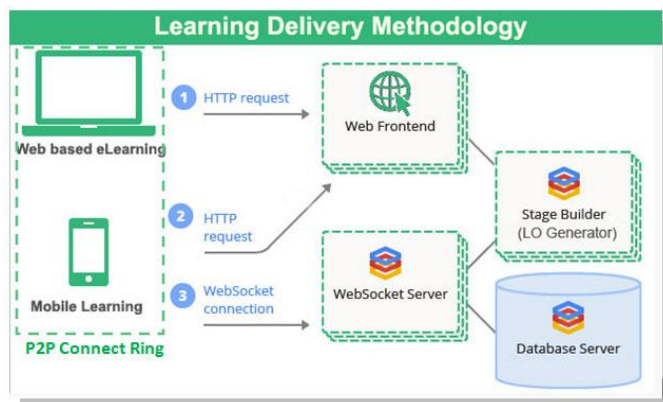 Learning Delivery Methodology
1 HTTP request
Web Frontend
Web based eLearning
2 HTTP
request
Stage Builder
(LO Generator)
Mobile Learning
3 WebSocket
connection
WebSocket Server
P2P Connect Ring
Database Server